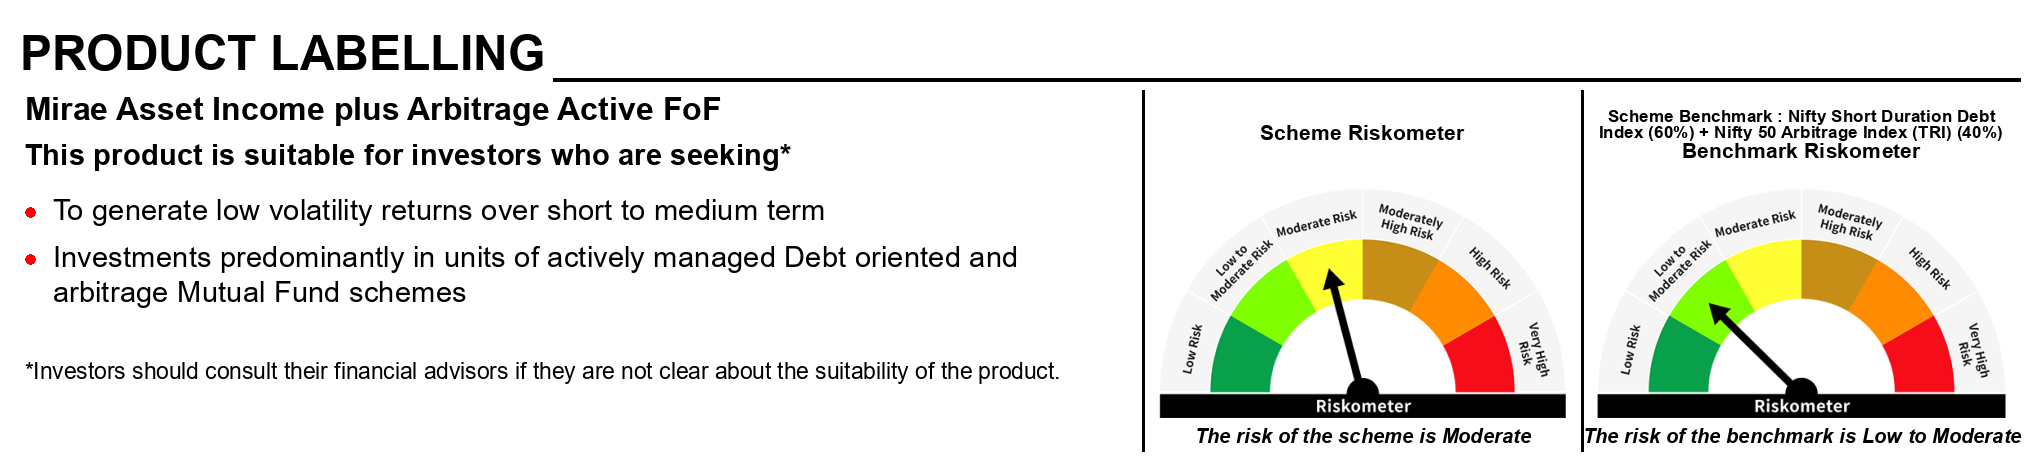 PRODUCT LABELLING
Mirae Asset Income plus Arbitrage Active FoF
This product is suitable for investors who are seeking*
To generate low volatility returns over short to medium term
Investments predominantly in units of actively managed Debt oriented and
arbitrage Mutual Fund schemes
*Investors should consult their financial advisors if they are not clear about the suitability of the product.
Scheme Riskometer
Low Risk
Low to
Moderate Risk
Moderate Risk
Moderately
High Risk
High Risk
Very High
Risk
Riskometer
The risk of the scheme is Moderate
Scheme Benchmark : Nifty Short Duration Debt
Index (60%) + Nifty 50 Arbitrage Index (TRI) (40%)
Benchmark Riskometer
Low Risk
Low to
Moderate Risk
Moderate Risk
Moderately
High Risk
High Risk
Very High
Risk
Riskometer
The risk of the benchmark is Low to Moderate